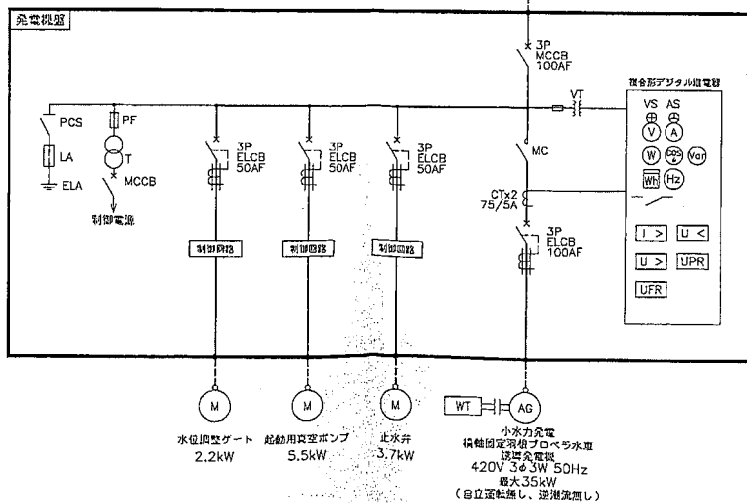 発電機盤
3P
MCCB
100AF
VT
複合形デジタル継電器
VS AS
V A
W cosφ Var
Wh Hz
I > U <
U > UPR
UFR
PCS
LA
ELA
PF
T
MCCB
制御電源
3P
ELCB
50AF
3P
ELCB
50AF
3P
ELCB
50AF
MC
CTx2
75/5A
3P
ELCB
100AF
制御回路
制御回路
制御回路
M
M
M
WT
AG
水位調整ゲート
2.2kW
起動用真空ポンプ
5.5kW
止水弁
3.7kW
小水力発電
横軸固定羽根プロペラ水車
誘導発電機
420V 3φ3W 50Hz
最大35kW
(自立運転無し、逆潮流無し)